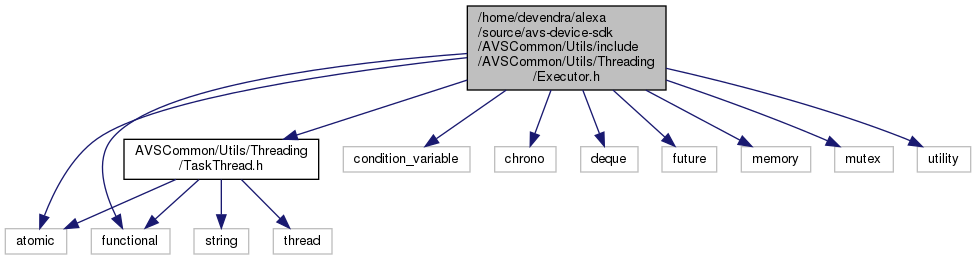 /home/devendra/alexa
/source/avs-device-sdk
/AVSCommon/Utils/include
/AVSCommon/Utils/Threading
/Executor.h
AVSCommon/Utils/Threading
/TaskThread.h
condition_variable
chrono
deque
future
memory
mutex
utility
atomic
functional
string
thread